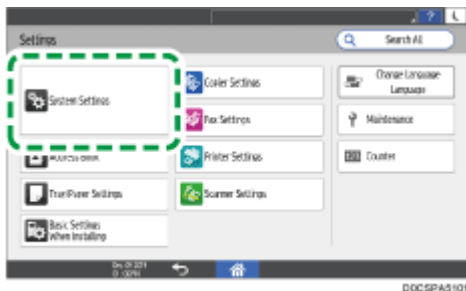 Settings
Search All
System Settings
Copier Settings
Fax Settings
Address Book
Printer Settings
Tray/Paper Settings
Scanner Settings
Basic Settings
When Installing
Change Language
Language
Maintenance
Counter
DOCSPA5101